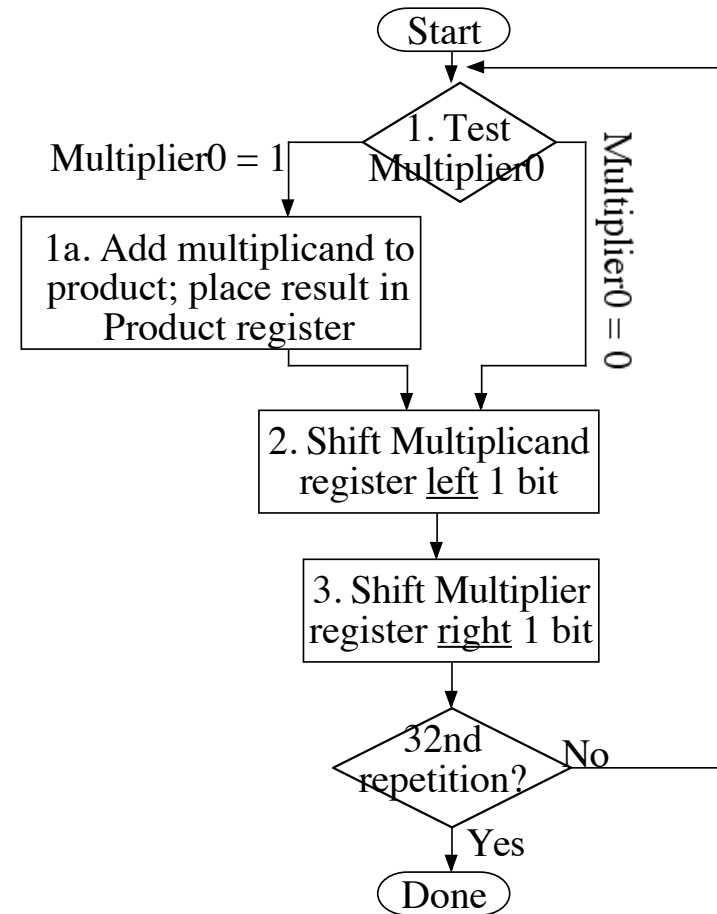 Start
1. Test
Multiplier0
Multiplier0 = 1
Multiplier0 = 0
1a. Add multiplicand to
product; place result in
Product register
2. Shift Multiplicand
register left 1 bit
3. Shift Multiplier
register right 1 bit
32nd
repetition?
No
Yes
Done